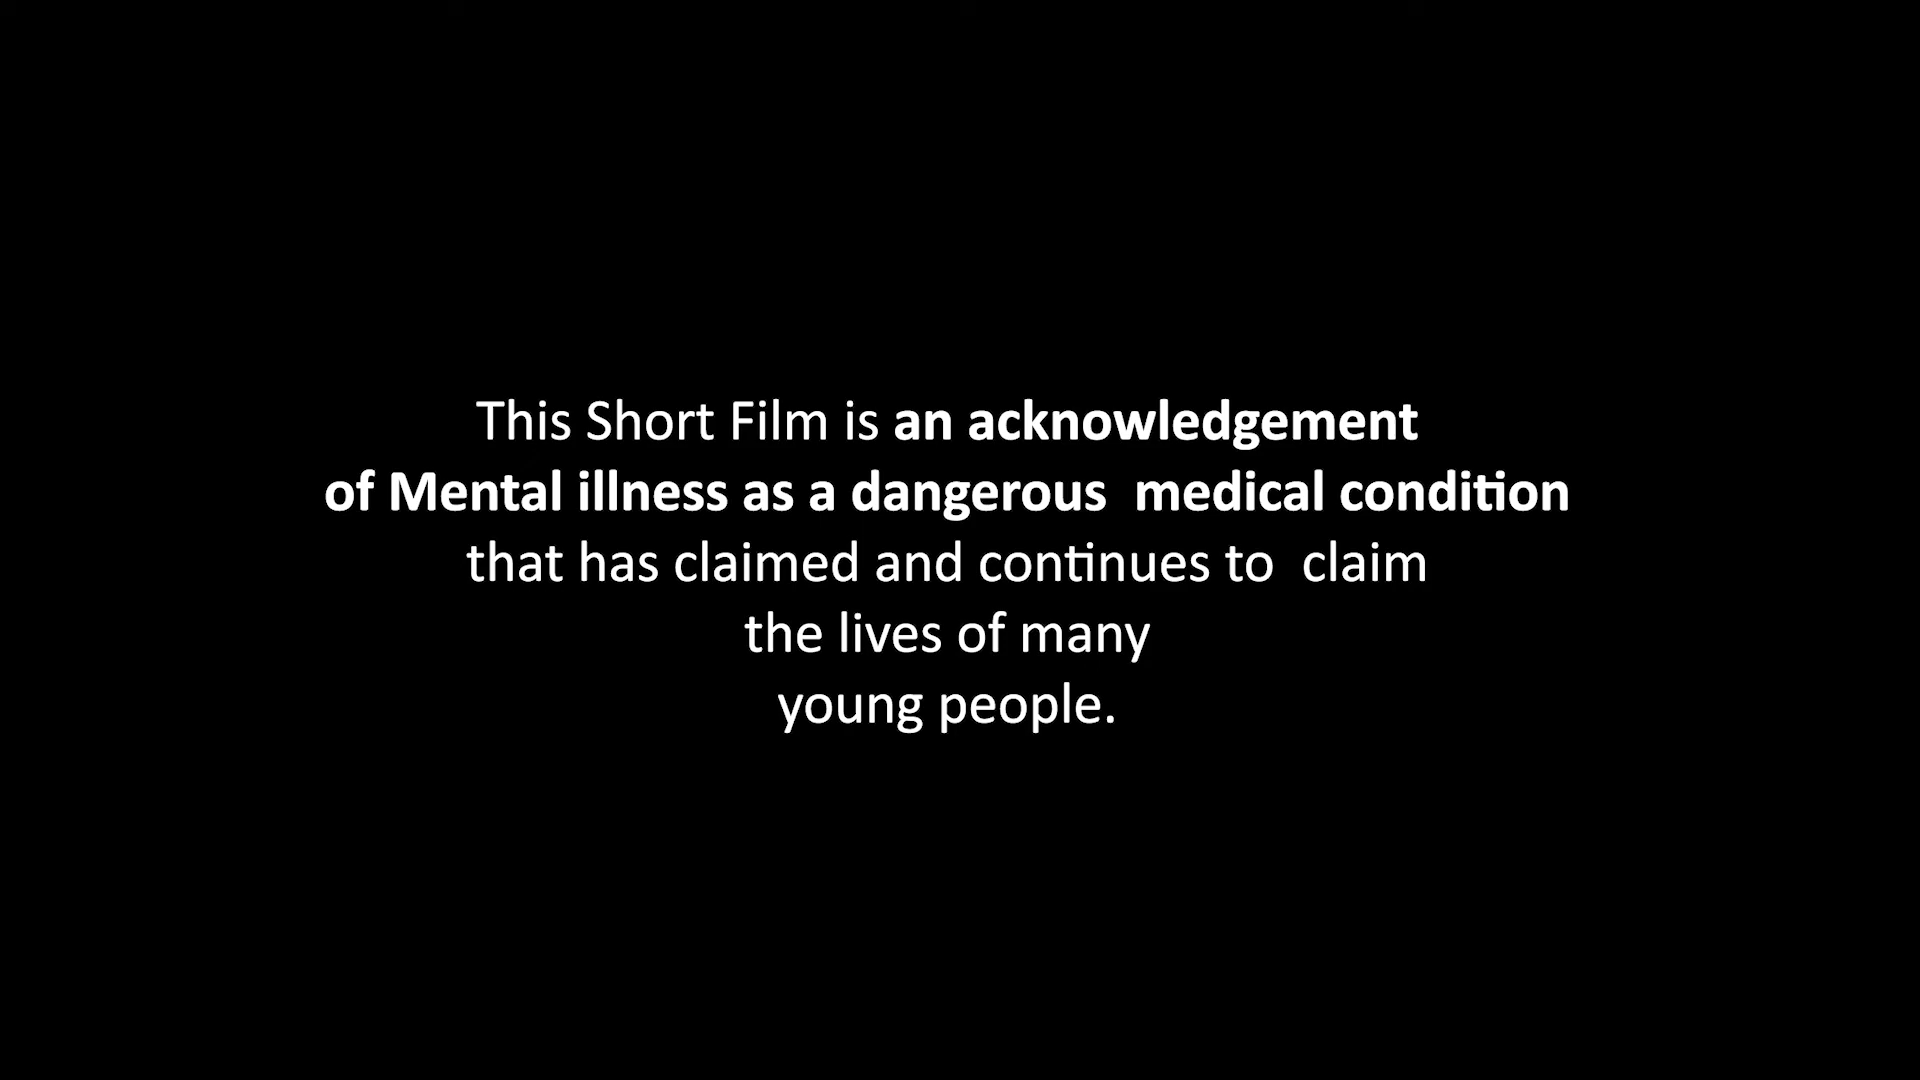 This Short Film is an acknowledgement
of Mental illness as a dangerous  medical condition
that has claimed and continues to  claim
the lives of many
young people.